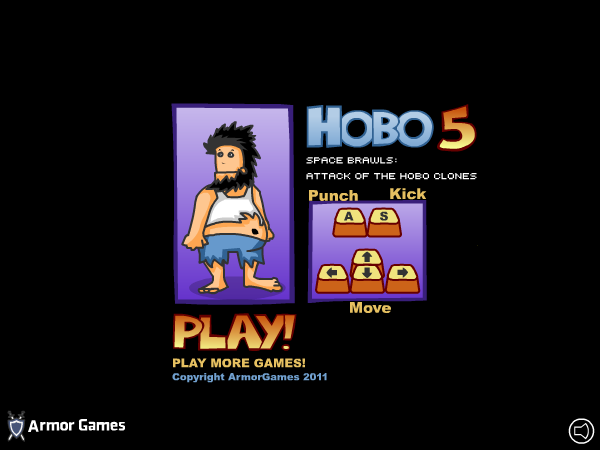 HOBO 5
SPACE BRAWLS:
ATTACK OF THE HOBO CLONES
Punch Kick
A S
Move
PLAY!
PLAY MORE GAMES!
Copyright ArmorGames 2011
Armor Games